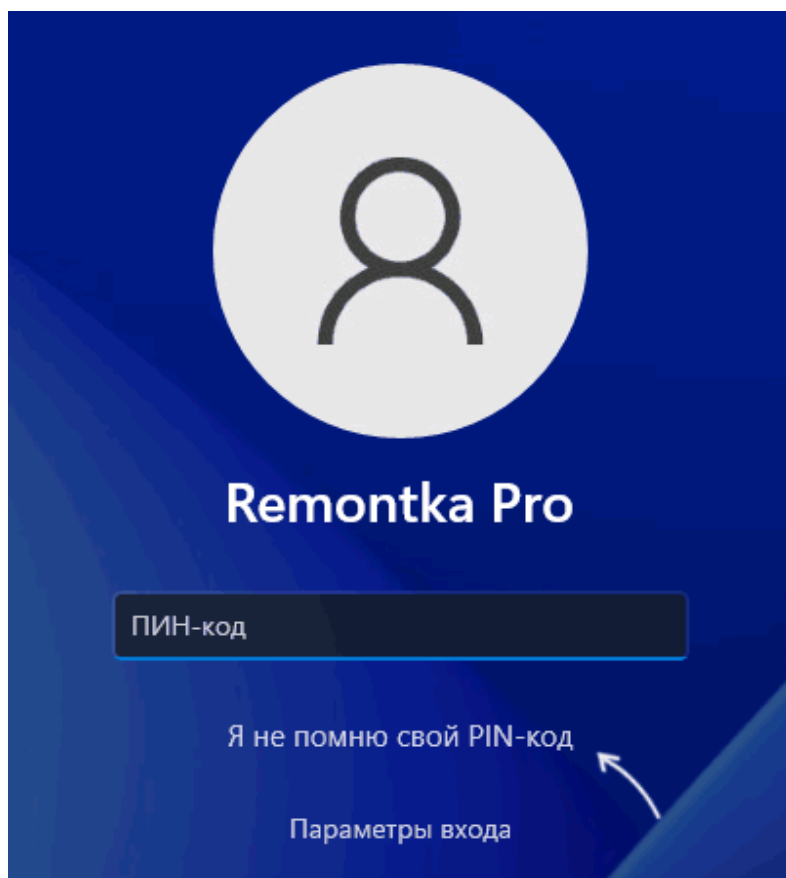 Remontka Pro
ПИН-код
Я не помню свой PIN-код
Параметры входа